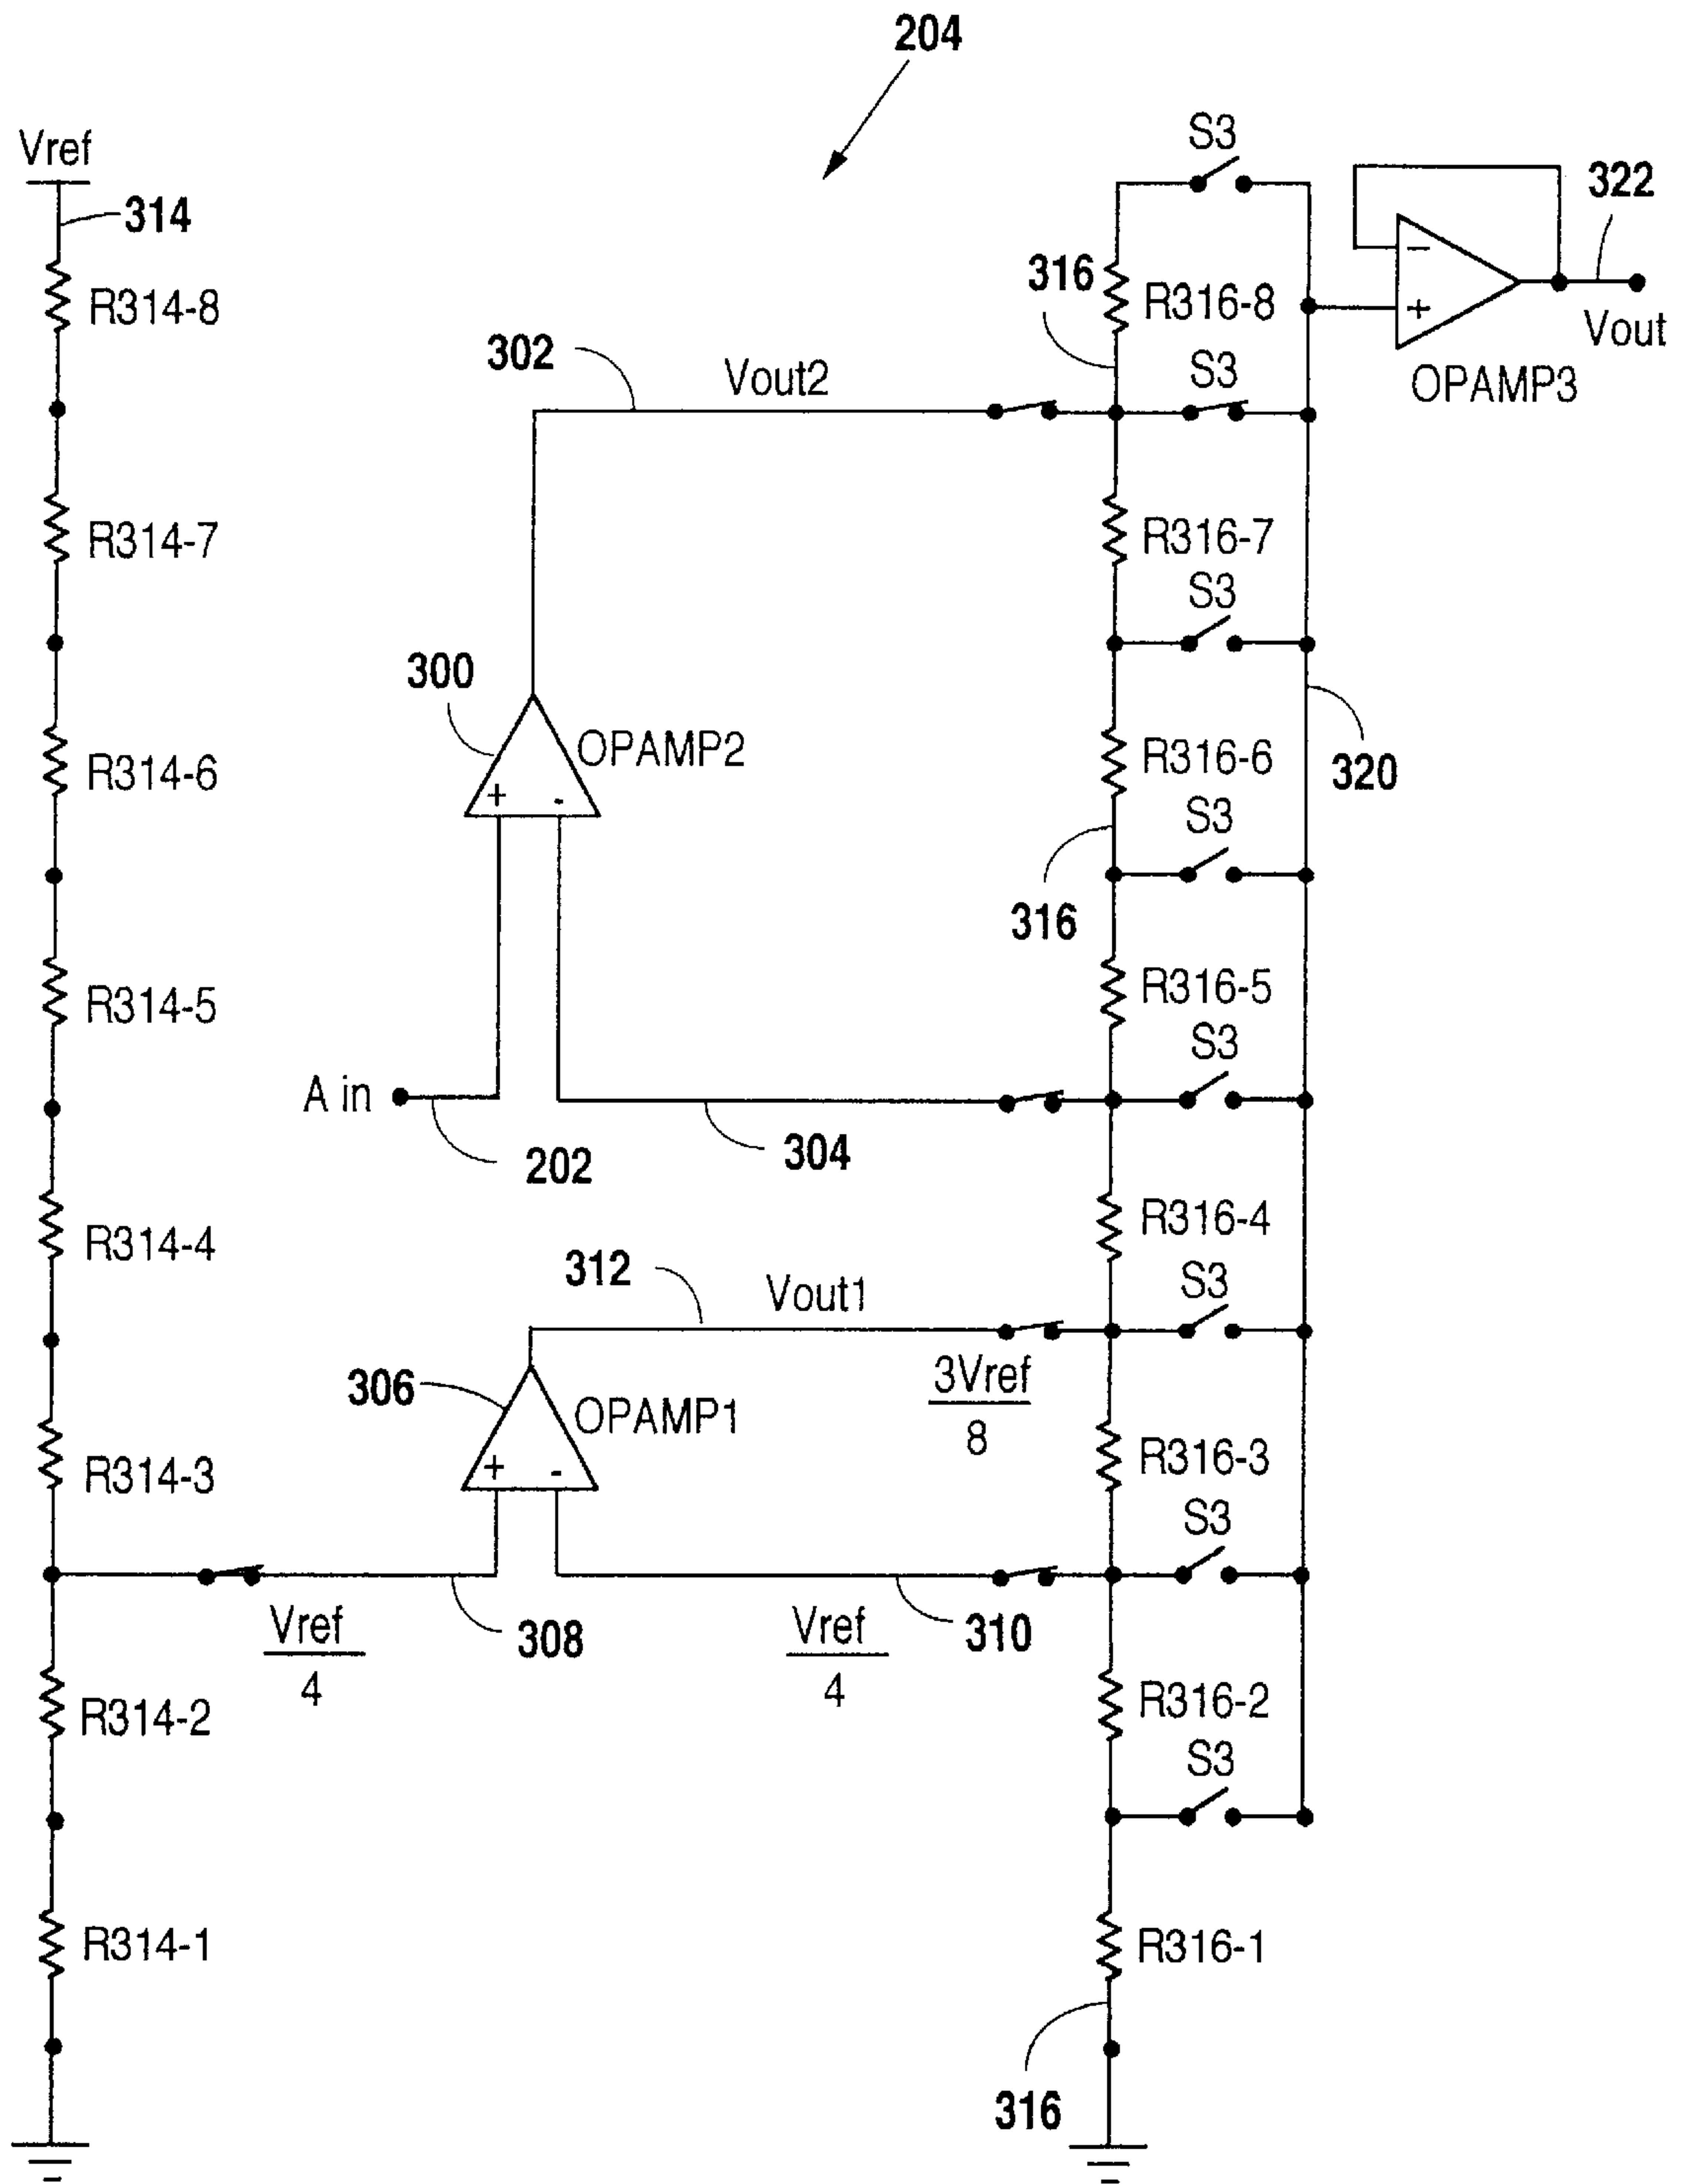 204
Vref
314
S3
322
316
R314-8
R316-8
Vout
302
Vout2
S3
OPAMP3
R314-7
R316-7
S3
300
OPAMP2
R314-6
R316-6
320
+ -
S3
316
R314-5
R316-5
S3
A in
202
304
R314-4
R316-4
312
Vout1
S3
306
OPAMP1
3Vref
8
R314-3
+ -
R316-3
S3
Vref
4
308
Vref
4
310
R314-2
R316-2
S3
R314-1
R316-1
316
−
+